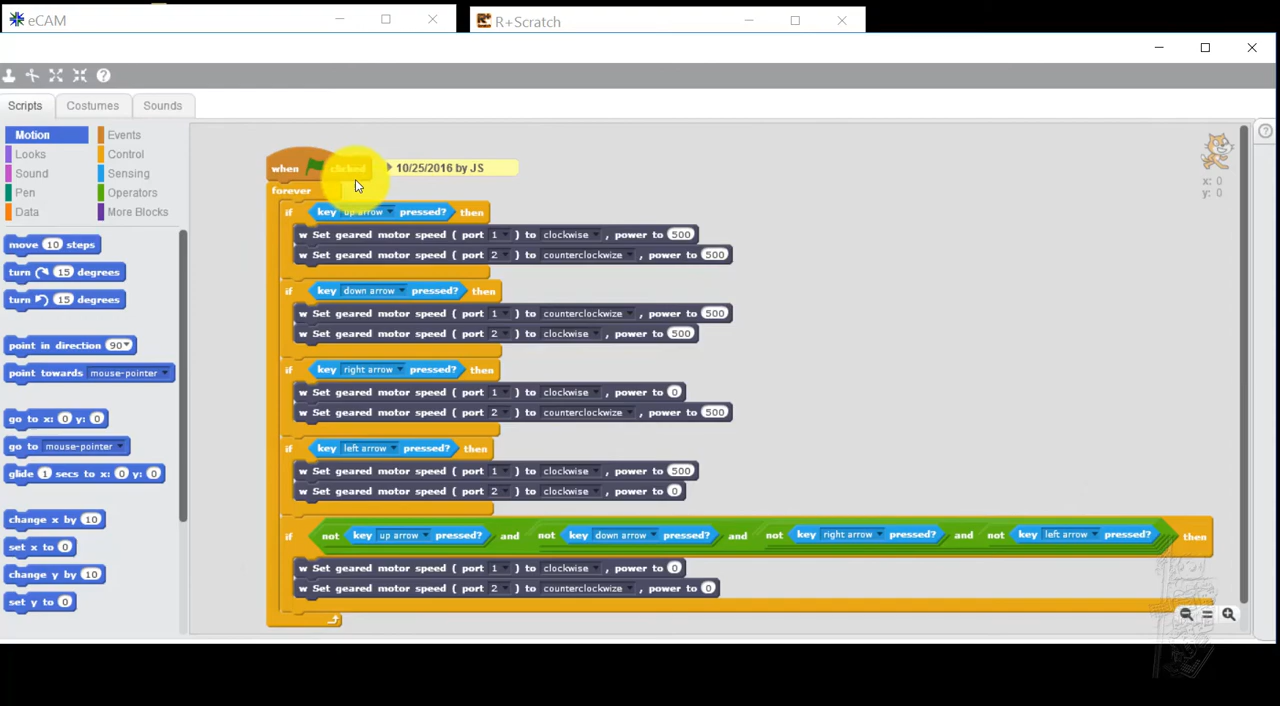 eCAM
R+Scratch
Scripts Costumes Sounds
Motion Events
Looks Control
Sound Sensing
Pen Operators
Data More Blocks
move 10 steps
turn 15 degrees
turn 15 degrees
point in direction 90
point towards mouse-pointer
go to x: 0 y: 0
go to mouse-pointer
glide 1 secs to x: 0 y: 0
change x by 10
set x to 0
change y by 10
set y to 0
when clicked
10/25/2016 by JS
forever
if key up arrow pressed? then
w Set geared motor speed ( port 1 ) to clockwise , power to 500
w Set geared motor speed ( port 2 ) to counterclockwize , power to 500
if key down arrow pressed? then
w Set geared motor speed ( port 1 ) to counterclockwize , power to 500
w Set geared motor speed ( port 2 ) to clockwise , power to 500
if key right arrow pressed? then
w Set geared motor speed ( port 1 ) to clockwise , power to 0
w Set geared motor speed ( port 2 ) to counterclockwize , power to 500
if key left arrow pressed? then
w Set geared motor speed ( port 1 ) to clockwise , power to 500
w Set geared motor speed ( port 2 ) to clockwise , power to 0
if not key up arrow pressed? and not key down arrow pressed? and not key right arrow pressed? and not key left arrow pressed? then
w Set geared motor speed ( port 1 ) to clockwise , power to 0
w Set geared motor speed ( port 2 ) to counterclockwize , power to 0
x: 0
y: 0